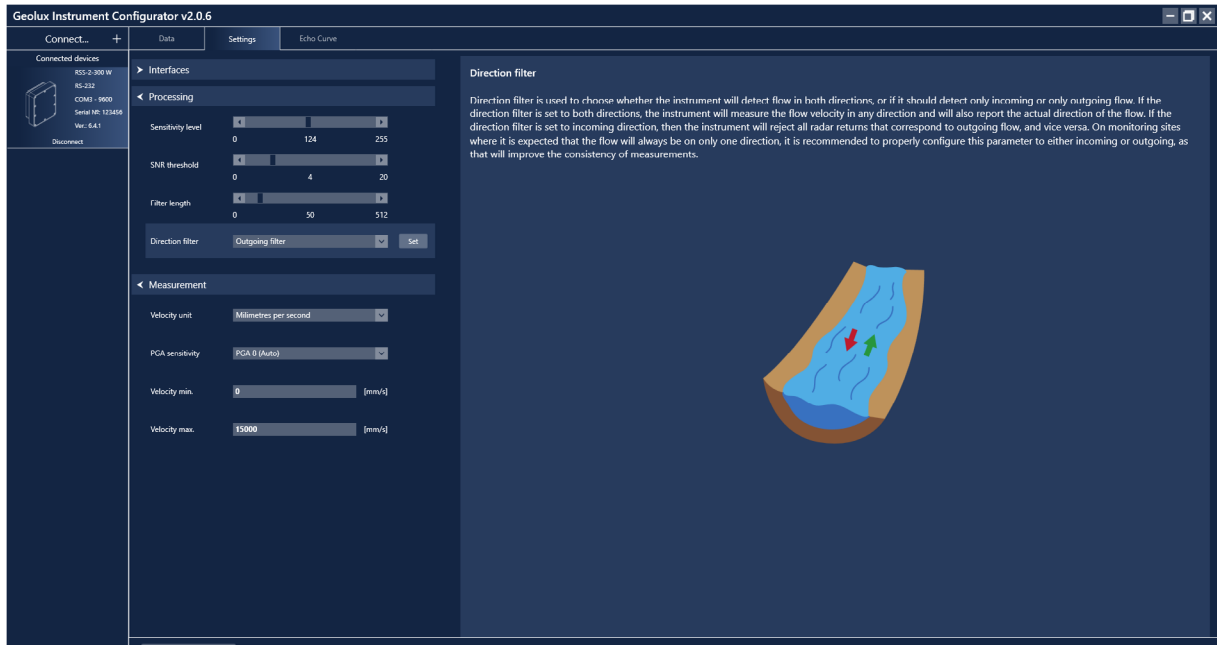 Geolux Instrument Configurator v2.0.6
Connect... +
Data
Settings
Echo Curve
Connected devices
RSS-2-300 W
RS-232
COM3 - 9600
Serial Nº: 123456
Ver.: 6.4.1
Disconnect
Interfaces
Processing
Sensitivity level
0 124 255
SNR threshold
0 4 20
Filter length
0 50 512
Direction filter Outgoing filter Set
Measurement
Velocity unit Milimetres per second
PGA sensitivity PGA 0 (Auto)
Velocity min. 0 [mm/s]
Velocity max. 15000 [mm/s]
Direction filter
Direction filter is used to choose whether the instrument will detect flow in both directions, or if it should detect only incoming or only outgoing flow. If the
direction filter is set to both directions, the instrument will measure the flow velocity in any direction and will also report the actual direction of the flow. If the
direction filter is set to incoming direction, then the instrument will reject all radar returns that correspond to outgoing flow, and vice versa. On monitoring sites
where it is expected that the flow will always be on only one direction, it is recommended to properly configure this parameter to either incoming or outgoing, as
that will improve the consistency of measurements.